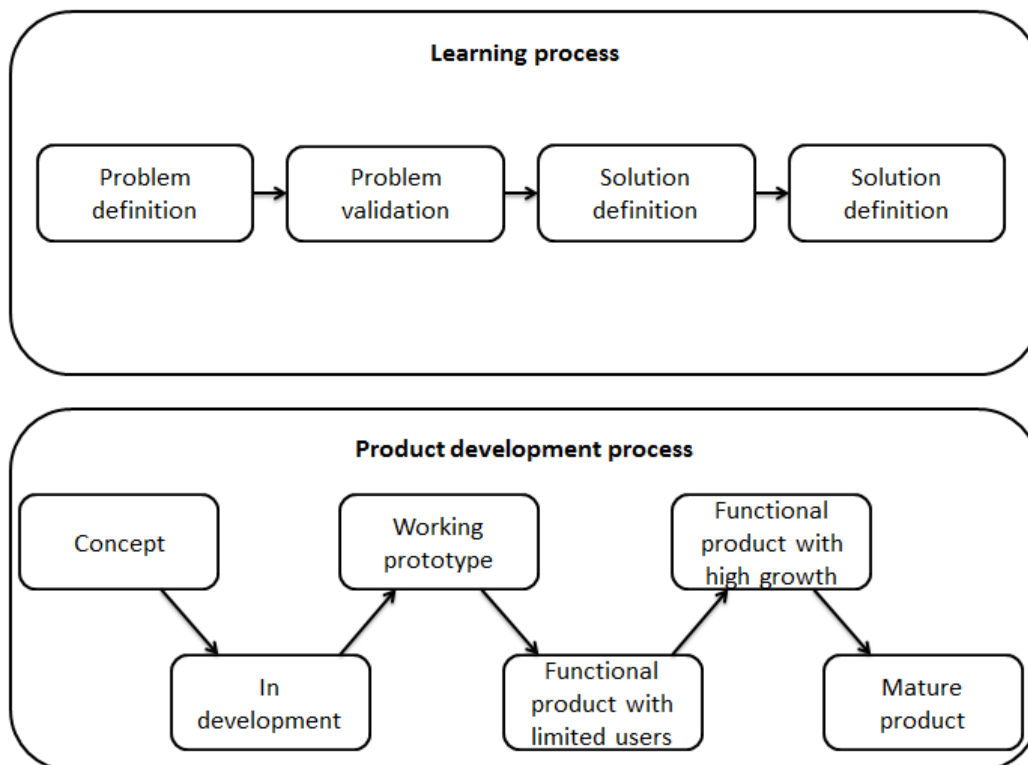 Learning process
Problem
definition
Problem
validation
Solution
definition
Solution
definition
Product development process
Concept
In
development
Working
prototype
Functional
product with
limited users
Functional
product with
high growth
Mature
product